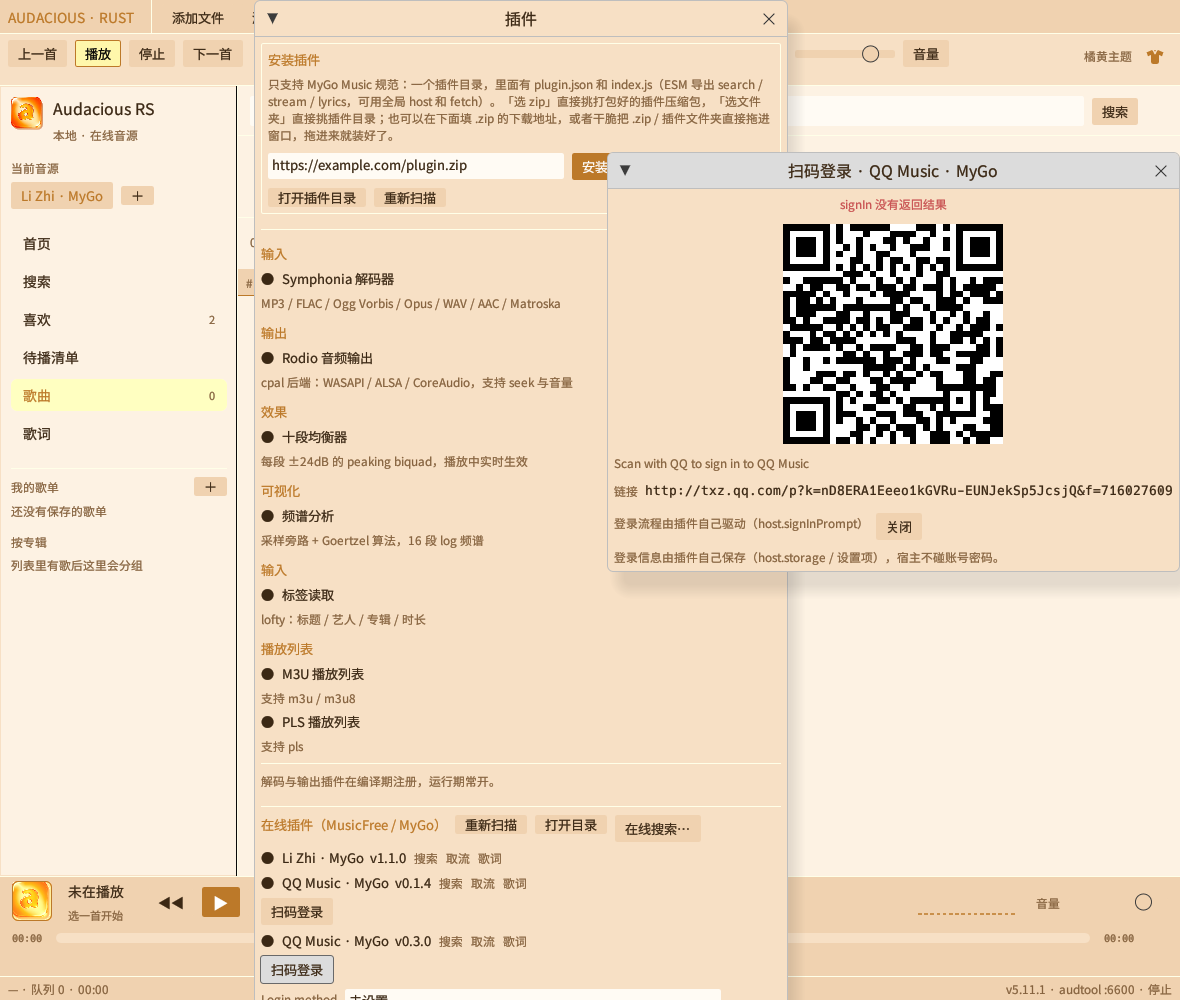 AUDACIOUS · RUST
添加文件
上一首
播放
停止
下一首
音量
橘黄主题
搜索
Audacious RS
本地 · 在线音源
当前音源
Li Zhi · MyGo
+
首页
搜索
喜欢
2
待播清单
歌曲
0
歌词
我的歌单
+
还没有保存的歌单
按专辑
列表里有歌后这里会分组
#
插件
安装插件
只支持 MyGo Music 规范：一个插件目录，里面有 plugin.json 和 index.js（ESM 导出 search /
stream / lyrics，可用全局 host 和 fetch）。「选 zip」直接挑打包好的插件压缩包，「选文件
夹」直接挑插件目录；也可以在下面填 .zip 的下载地址，或者干脆把 .zip / 插件文件夹直接拖进
窗口，拖进来就装好了。
https://example.com/plugin.zip
安装
打开插件目录
重新扫描
输入
Symphonia 解码器
MP3 / FLAC / Ogg Vorbis / Opus / WAV / AAC / Matroska
输出
Rodio 音频输出
cpal 后端：WASAPI / ALSA / CoreAudio，支持 seek 与音量
效果
十段均衡器
每段 ±24dB 的 peaking biquad，播放中实时生效
可视化
频谱分析
采样旁路 + Goertzel 算法，16 段 log 频谱
输入
标签读取
lofty：标题 / 艺人 / 专辑 / 时长
播放列表
M3U 播放列表
支持 m3u / m3u8
PLS 播放列表
支持 pls
解码与输出插件在编译期注册，运行期常开。
在线插件（MusicFree / MyGo）
重新扫描
打开目录
在线搜索…
Li Zhi · MyGo v1.1.0 搜索 取流 歌词
QQ Music · MyGo v0.1.4 搜索 取流 歌词
扫码登录
QQ Music · MyGo v0.3.0 搜索 取流 歌词
扫码登录
Login method
未设置
扫码登录 · QQ Music · MyGo
signIn 没有返回结果
Scan with QQ to sign in to QQ Music
链接 http://txz.qq.com/p?k=nD8ERA1Eeeo1kGVRu-EUNJekSp5JcsjQ&f=716027609
登录流程由插件自己驱动（host.signInPrompt）
关闭
登录信息由插件自己保存（host.storage / 设置项），宿主不碰账号密码。
未在播放
选一首开始
音量
00:00
00:00
— · 队列 0 · 00:00
v5.11.1 · audtool :6600 · 停止